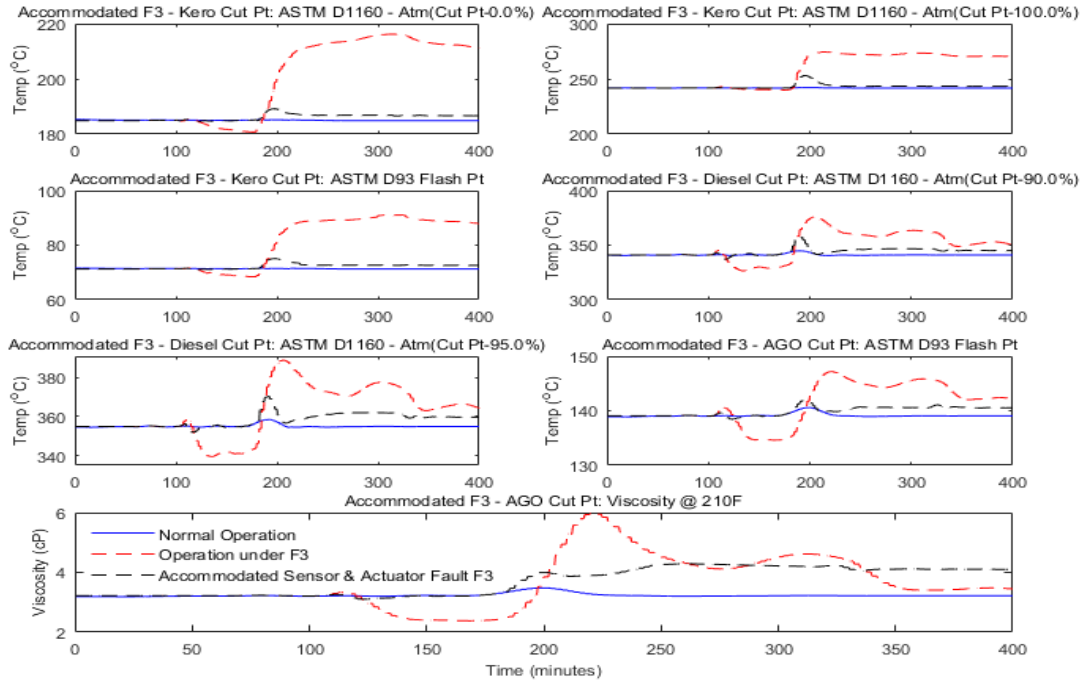 Accommodated F3 - Kero Cut Pt: ASTM D1160 - Atm(Cut Pt-0.0%)
Temp (°C)
220
200
180
0 100 200 300 400
Accommodated F3 - Kero Cut Pt: ASTM D1160 - Atm(Cut Pt-100.0%)
Temp (°C)
300
250
200
0 100 200 300 400
Accommodated F3 - Kero Cut Pt: ASTM D93 Flash Pt
Temp (°C)
100
80
60
0 100 200 300 400
Accommodated F3 - Diesel Cut Pt: ASTM D1160 - Atm(Cut Pt-90.0%)
Temp (°C)
400
350
300
0 100 200 300 400
Accommodated F3 - Diesel Cut Pt: ASTM D1160 - Atm(Cut Pt-95.0%)
Temp (°C)
380
360
340
0 100 200 300 400
Accommodated F3 - AGO Cut Pt: ASTM D93 Flash Pt
Temp (°C)
150
140
130
0 100 200 300 400
Accommodated F3 - AGO Cut Pt: Viscosity @ 210F
Viscosity (cP)
6
4
2
Normal Operation
Operation under F3
Accommodated Sensor & Actuator Fault F3
0 50 100 150 200 250 300 350 400
Time (minutes)